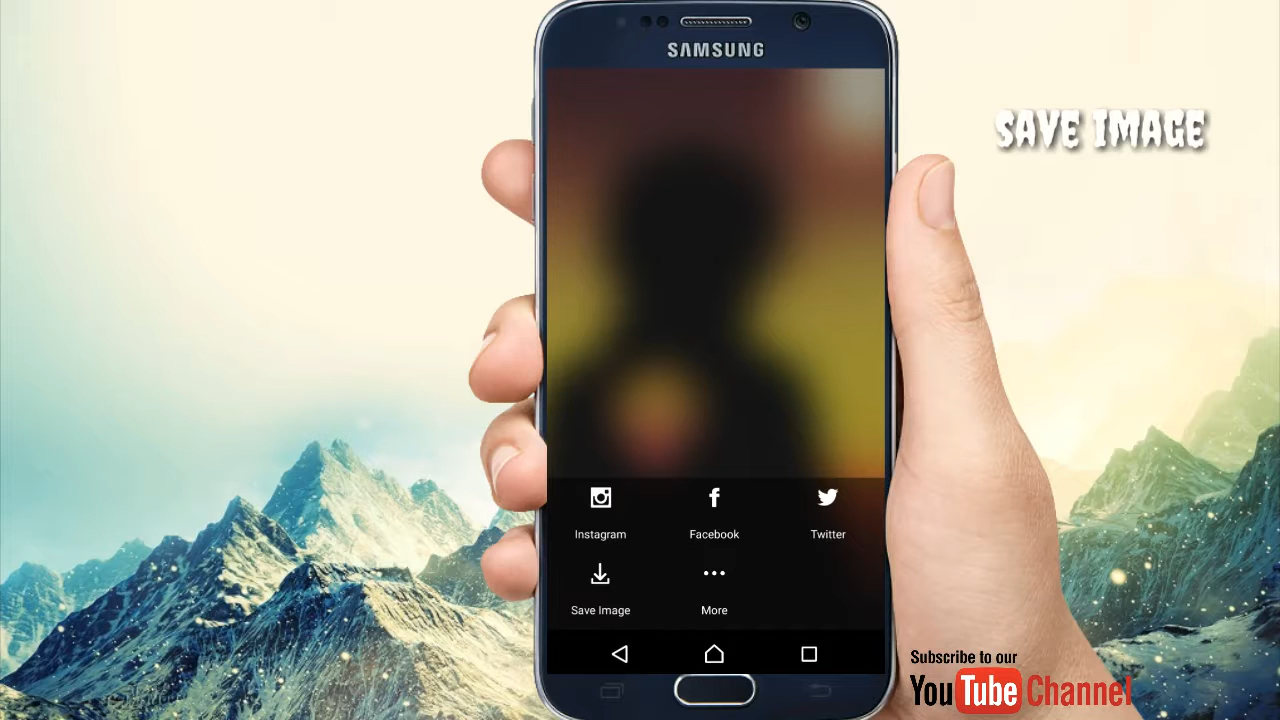 SAMSUNG
SAVE IMAGE
Instagram
Facebook
Twitter
Save Image
More
Subscribe to our
YouTube Channel